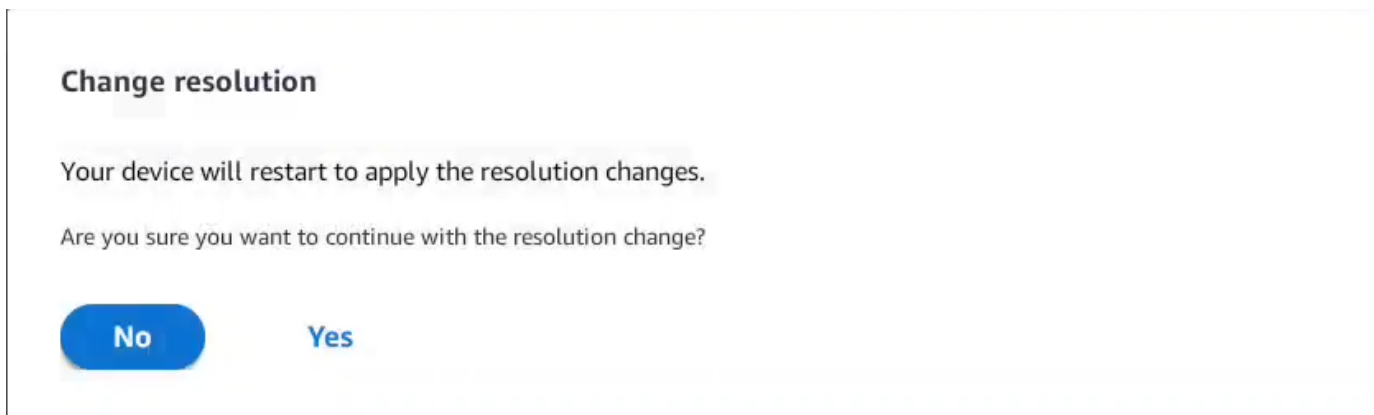 Change resolution
Your device will restart to apply the resolution changes.
Are you sure you want to continue with the resolution change?
No Yes